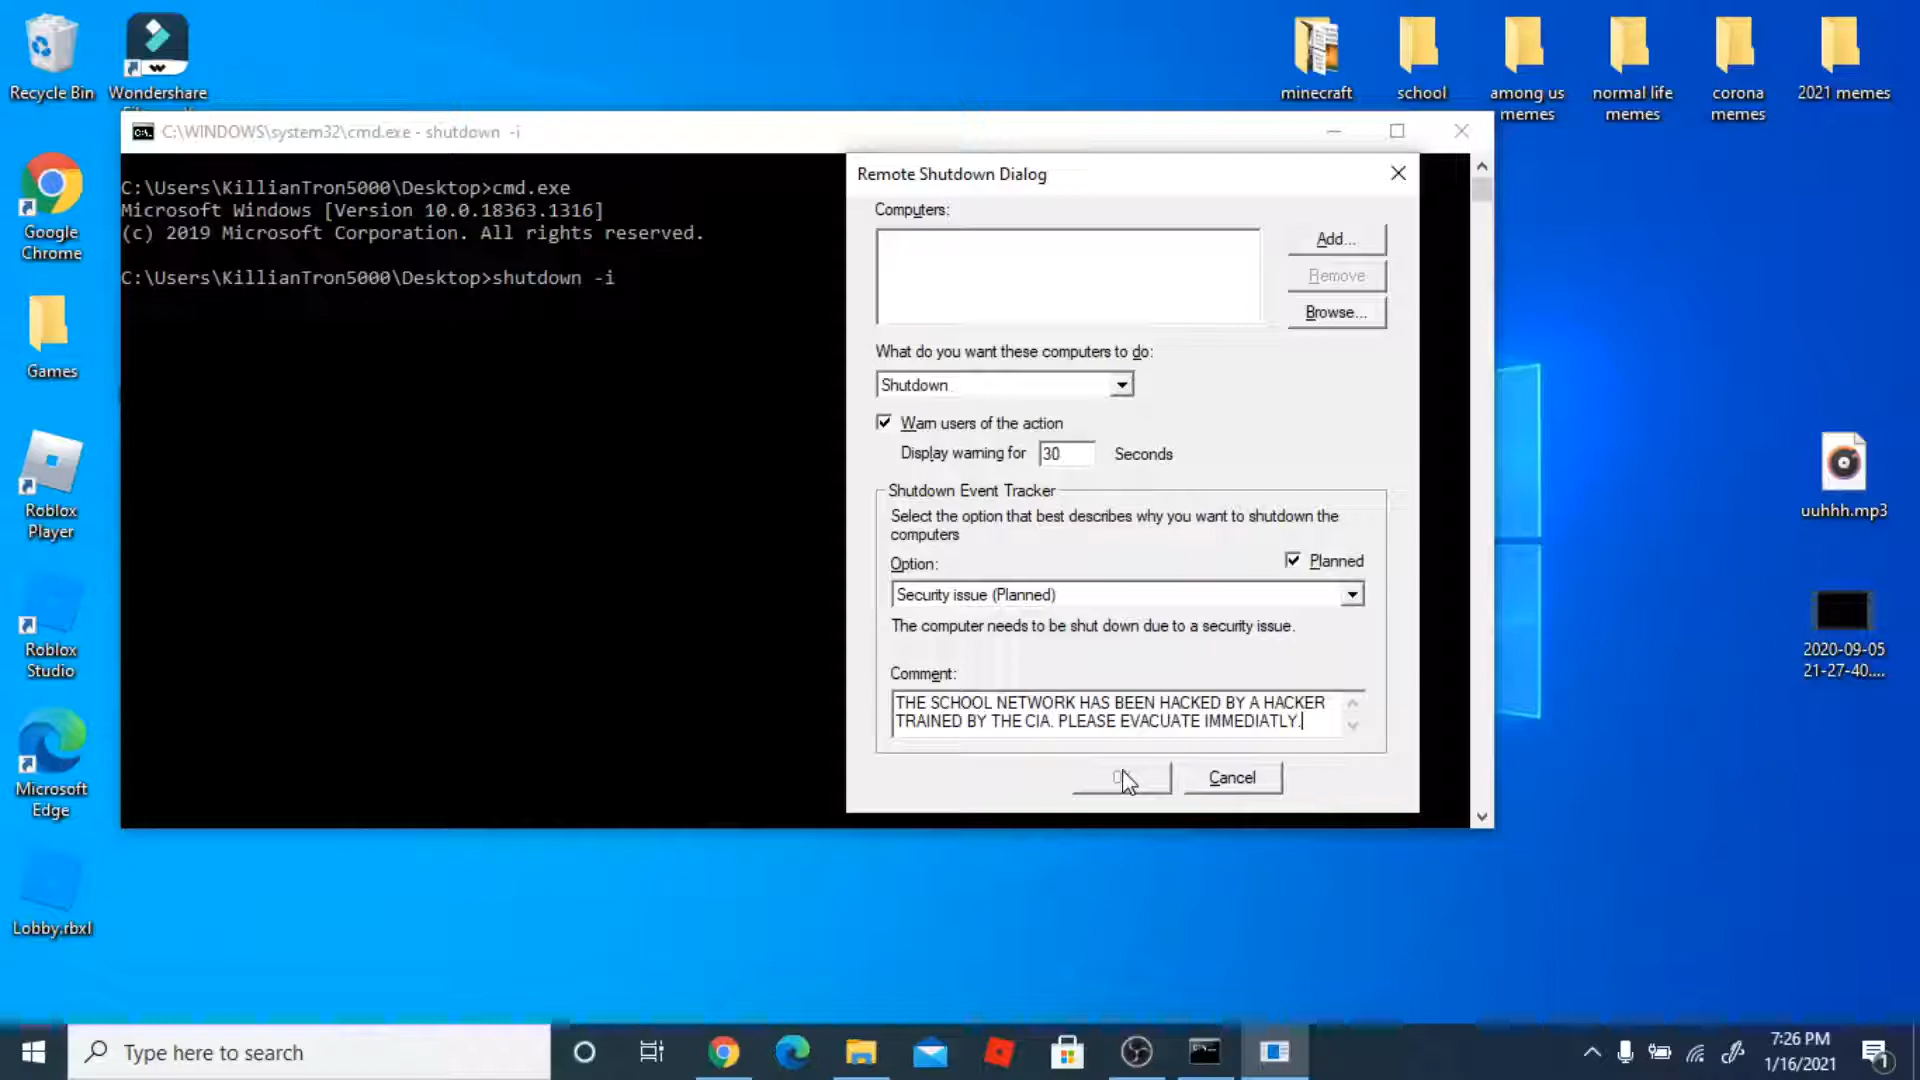 Recycle Bin
Wondershare
Google
Chrome
Games
Roblox
Player
Roblox
Studio
Microsoft
Edge
Lobby.rbxl
minecraft
school
among us
memes
normal life
memes
corona
memes
2021 memes
uuhhh.mp3
2020-09-05
21-27-40....
C:\WINDOWS\system32\cmd.exe - shutdown -i
C:\Users\KillianTron5000\Desktop>cmd.exe
Microsoft Windows [Version 10.0.18363.1316]
(c) 2019 Microsoft Corporation. All rights reserved.
C:\Users\KillianTron5000\Desktop>shutdown -i
Remote Shutdown Dialog
Computers:
Add...
Remove
Browse...
What do you want these computers to do:
Shutdown
Warn users of the action
Display warning for 30 Seconds
Shutdown Event Tracker
Select the option that best describes why you want to shutdown the
computers
Option:
Planned
Security issue (Planned)
The computer needs to be shut down due to a security issue.
Comment:
THE SCHOOL NETWORK HAS BEEN HACKED BY A HACKER
TRAINED BY THE CIA. PLEASE EVACUATE IMMEDIATLY.
Cancel
Type here to search
7:26 PM
1/16/2021
1